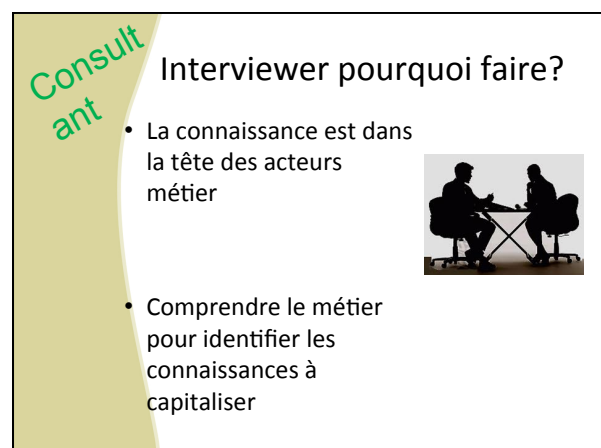 Consult
ant
Interviewer pourquoi faire?
• La connaissance est dans
la tête des acteurs
métier
• Comprendre le métier
pour identifier les
connaissances à
capitaliser